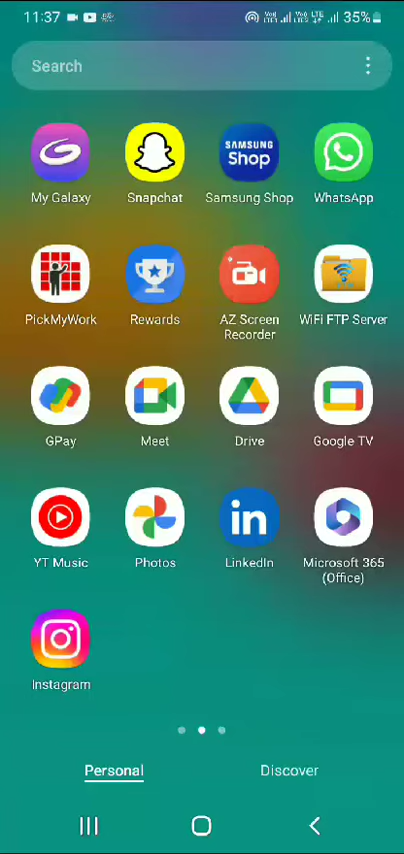 11:37
35%
Search
SAMSUNG
Shop
My Galaxy
Snapchat
Samsung Shop
WhatsApp
PickMyWork
Rewards
AZ Screen
Recorder
WiFi FTP Server
GPay
Meet
Drive
Google TV
in
YT Music
Photos
LinkedIn
Microsoft 365
(Office)
Instagram
Personal
Discover